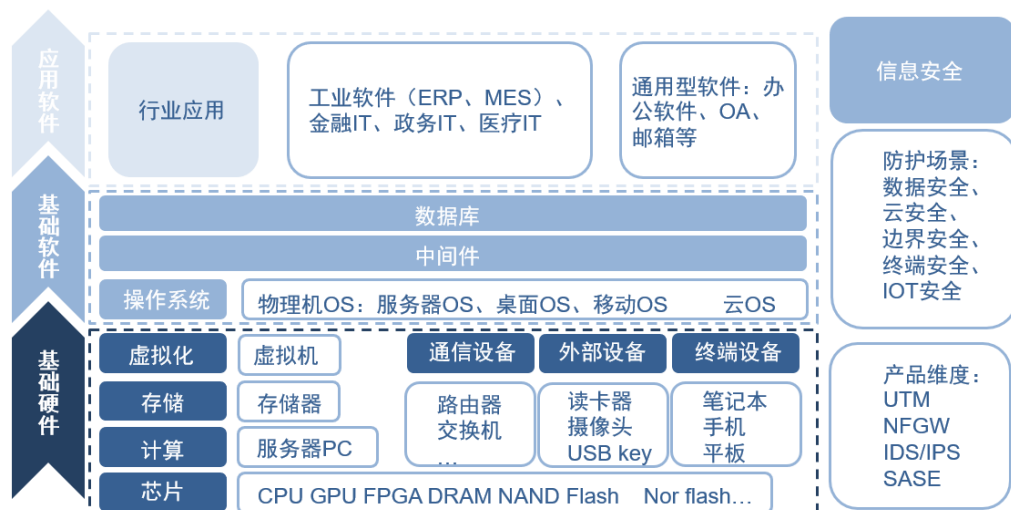 应用软件
行业应用
工业软件（ERP、MES）、
金融IT、政务IT、医疗IT
通用型软件：办
公软件、OA、
邮箱等
基础软件
数据库
中间件
操作系统
物理机OS：服务器OS、桌面OS、移动OS 云OS
基础硬件
虚拟化
虚拟机
存储
存储器
计算
服务器PC
芯片
CPU GPU FPGA DRAM NAND Flash Nor flash…
通信设备
路由器
交换机
…
外部设备
读卡器
摄像头
USB key
终端设备
笔记本
手机
平板
信息安全
防护场景：
数据安全、
云安全、
边界安全、
终端安全、
IOT安全
产品维度：
UTM
NFGW
IDS/IPS
SASE